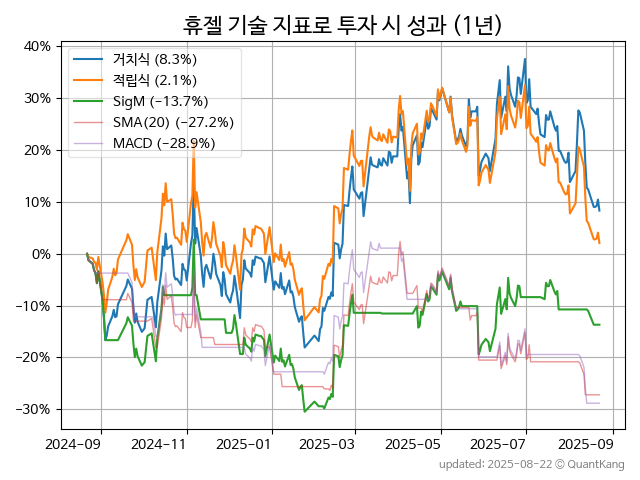 휴젤 기술 지표로 투자 시 성과 (1년)
40%
30%
20%
10%
0%
−10%
−20%
−30%
거치식 (8.3%)
적립식 (2.1%)
SigM (−13.7%)
SMA(20) (−27.2%)
MACD (−28.9%)
2024-09
2024-11
2025-01
2025-03
2025-05
2025-07
2025-09
updated: 2025-08-22 © QuantKang